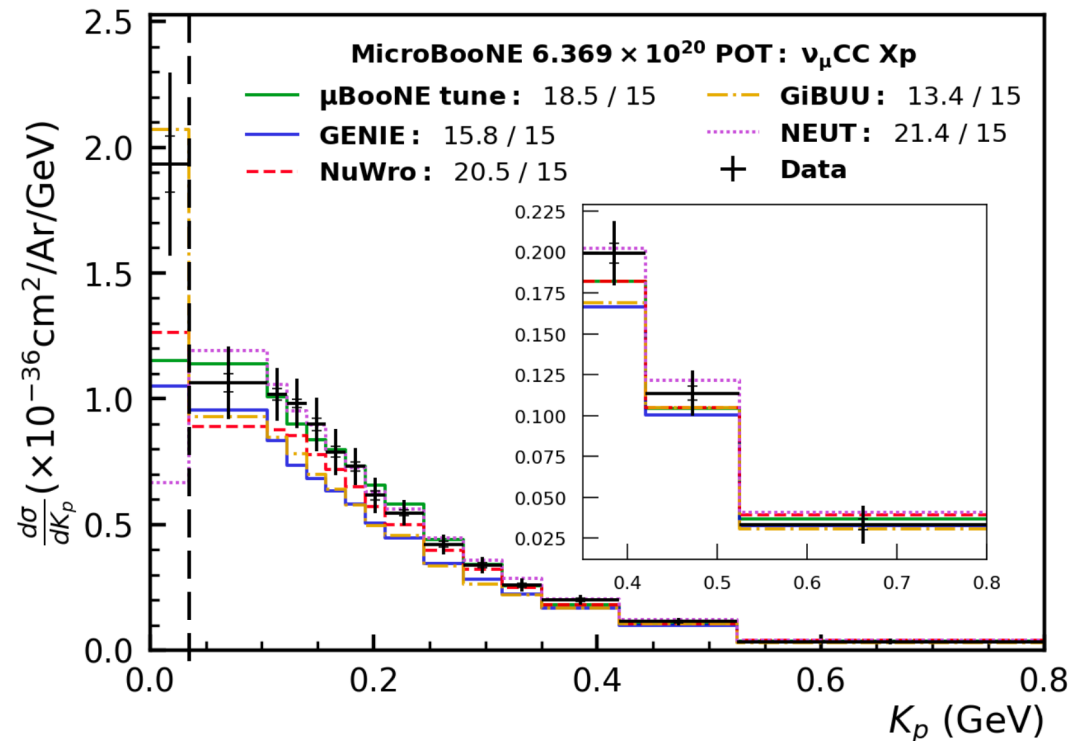 MicroBooNE 6.369 × 10²⁰ POT: νμCC Xp
μBooNE tune: 18.5 / 15
GENIE: 15.8 / 15
NuWro: 20.5 / 15
GiBUU: 13.4 / 15
NEUT: 21.4 / 15
Data
dσ/dKp (×10⁻³⁶cm²/Ar/GeV)
2.5
2.0
1.5
1.0
0.5
0.0
0.0 0.2 0.4 0.6 0.8
Kp (GeV)
0.225
0.200
0.175
0.150
0.125
0.100
0.075
0.050
0.025
0.4 0.5 0.6 0.7 0.8